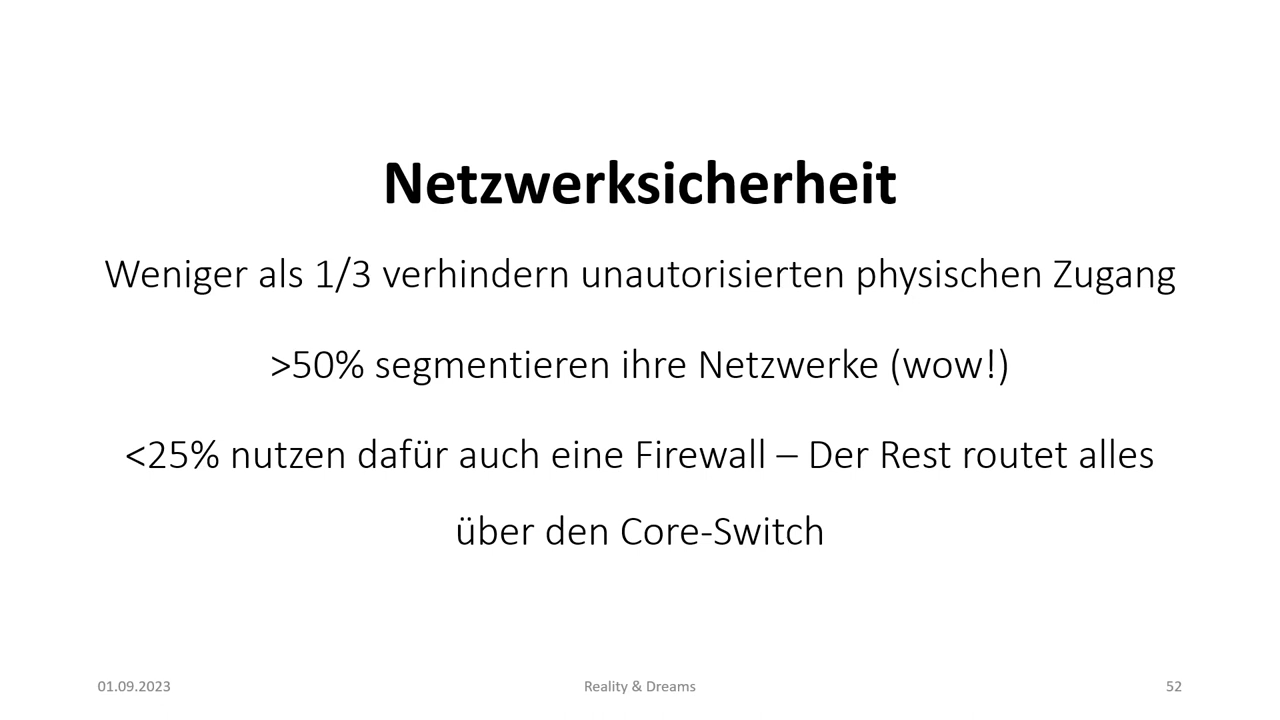 Netzwerksicherheit
Weniger als 1/3 verhindern unautorisierten physischen Zugang
>50% segmentieren ihre Netzwerke (wow!)
<25% nutzen dafür auch eine Firewall – Der Rest routet alles
über den Core-Switch
01.09.2023
Reality & Dreams
52